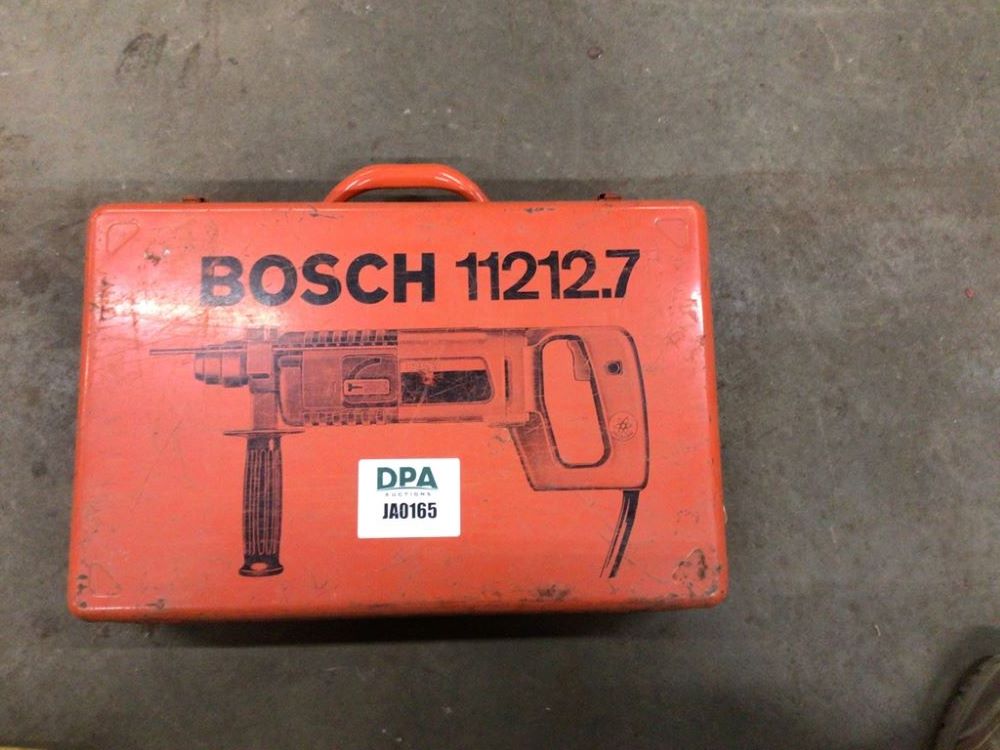 BOSCH 11212.7
DPA
AUCTIONS
JA0165